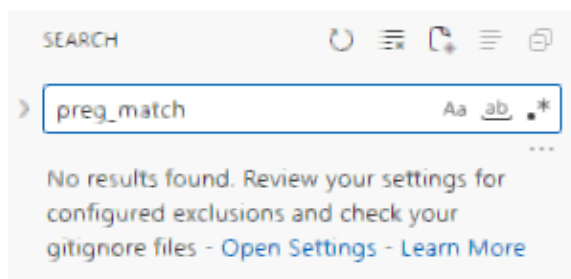 SEARCH
preg_match Aa ab .*
...
No results found. Review your settings for
configured exclusions and check your
gitignore files - Open Settings - Learn More